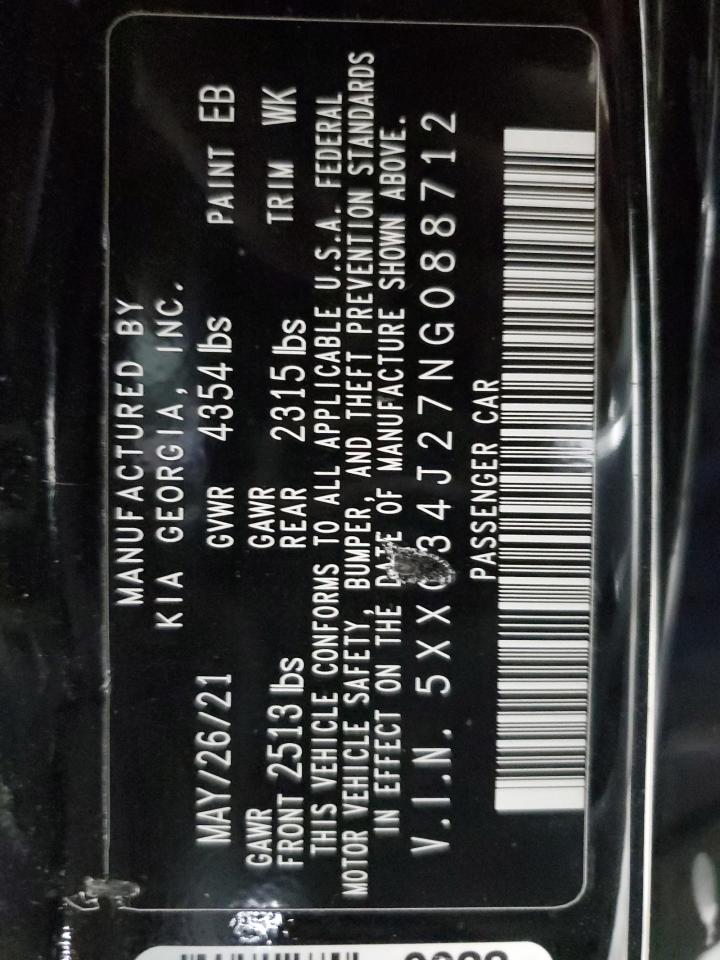 MANUFACTURED BY
KIA GEORGIA, INC.
MAY/26/21 GVWR 4354 lbs PAINT EB
GAWR GAWR
FRONT 2513 lbs REAR 2315 lbs TRIM WK
THIS VEHICLE CONFORMS TO ALL APPLICABLE U.S.A. FEDERAL
MOTOR VEHICLE SAFETY, BUMPER, AND THEFT PREVENTION STANDARDS
IN EFFECT ON THE DATE OF MANUFACTURE SHOWN ABOVE.
V.I.N. 5XXG34J27NG088712
PASSENGER CAR